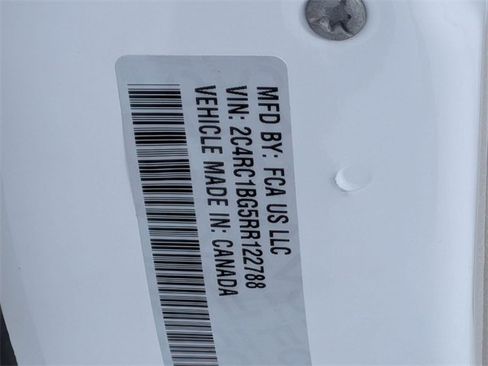 MFD BY: FCA US LLC
VIN: 2C4RC1BG5RR122788
VEHICLE MADE IN: CANADA